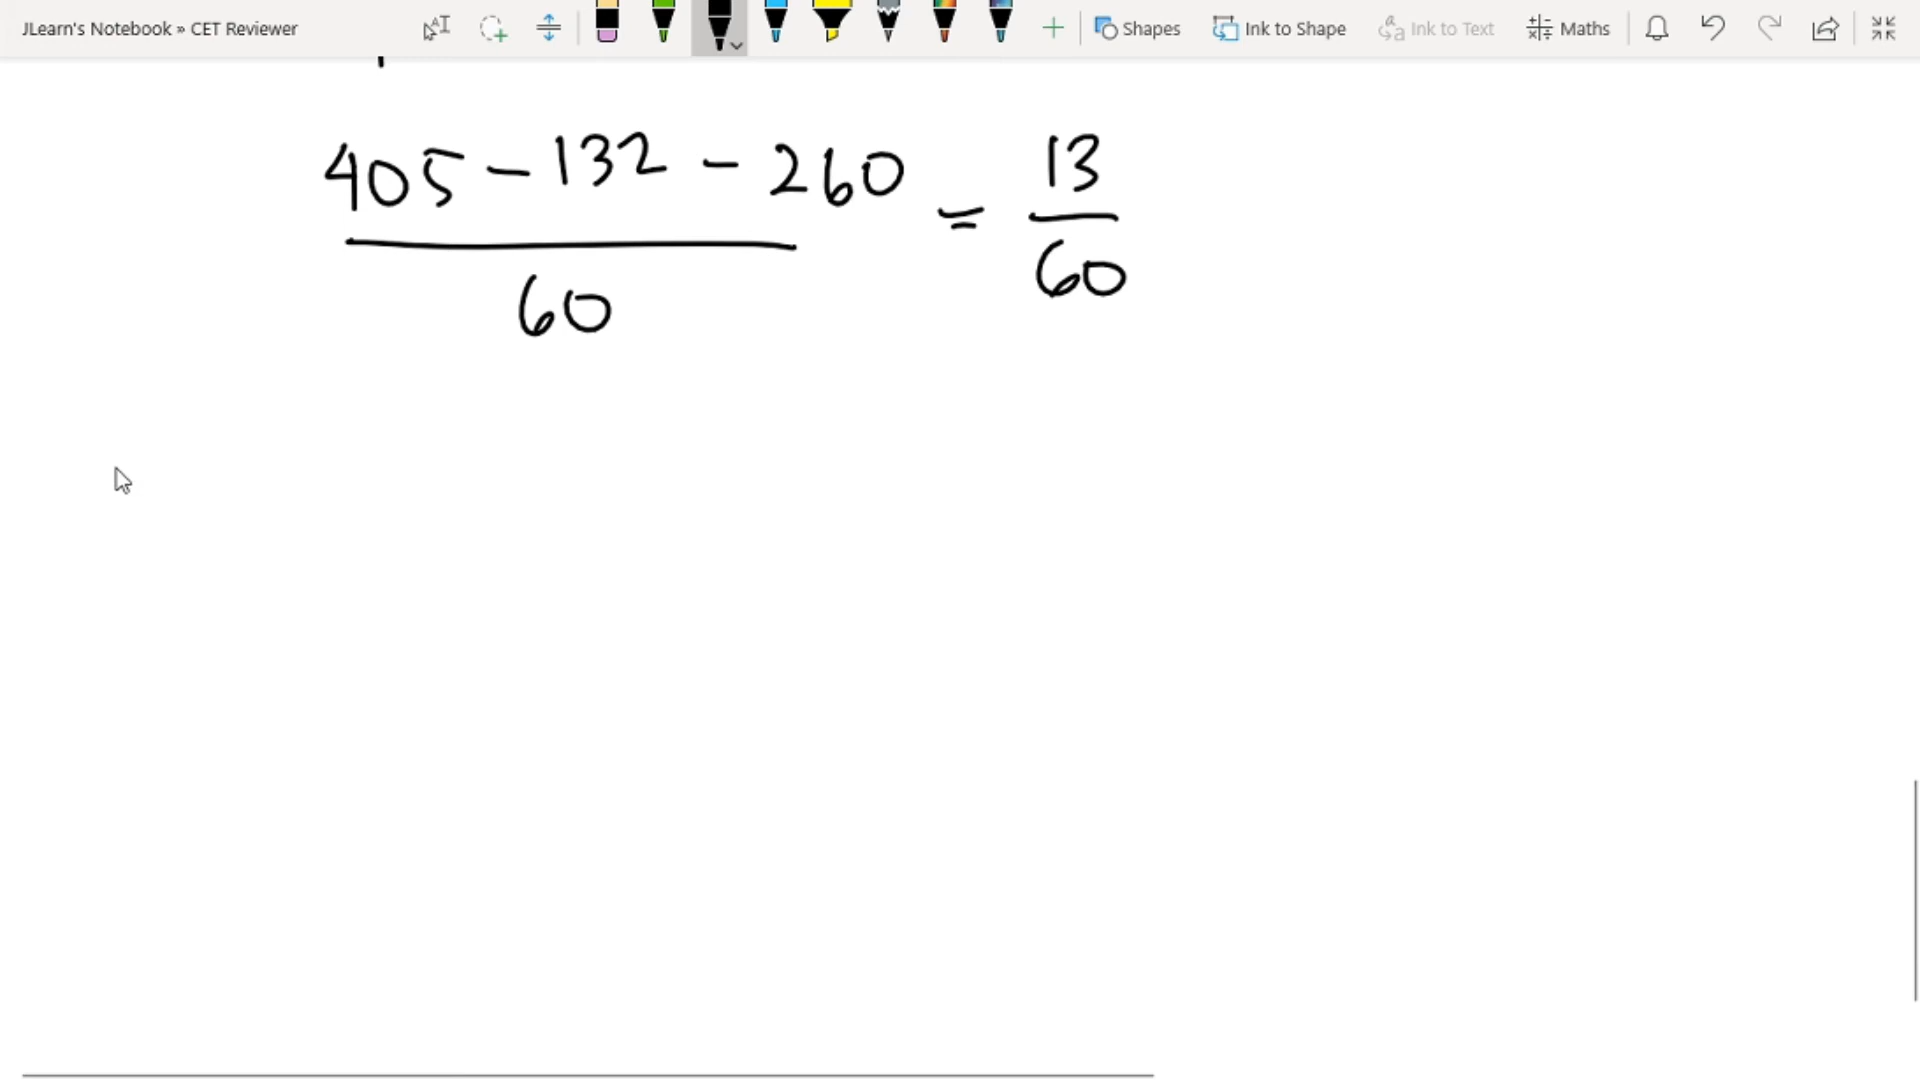 JLearn's Notebook » CET Reviewer Shapes Ink to Shape Ink to Text Maths
405 - 132 - 260 = 13
60 60